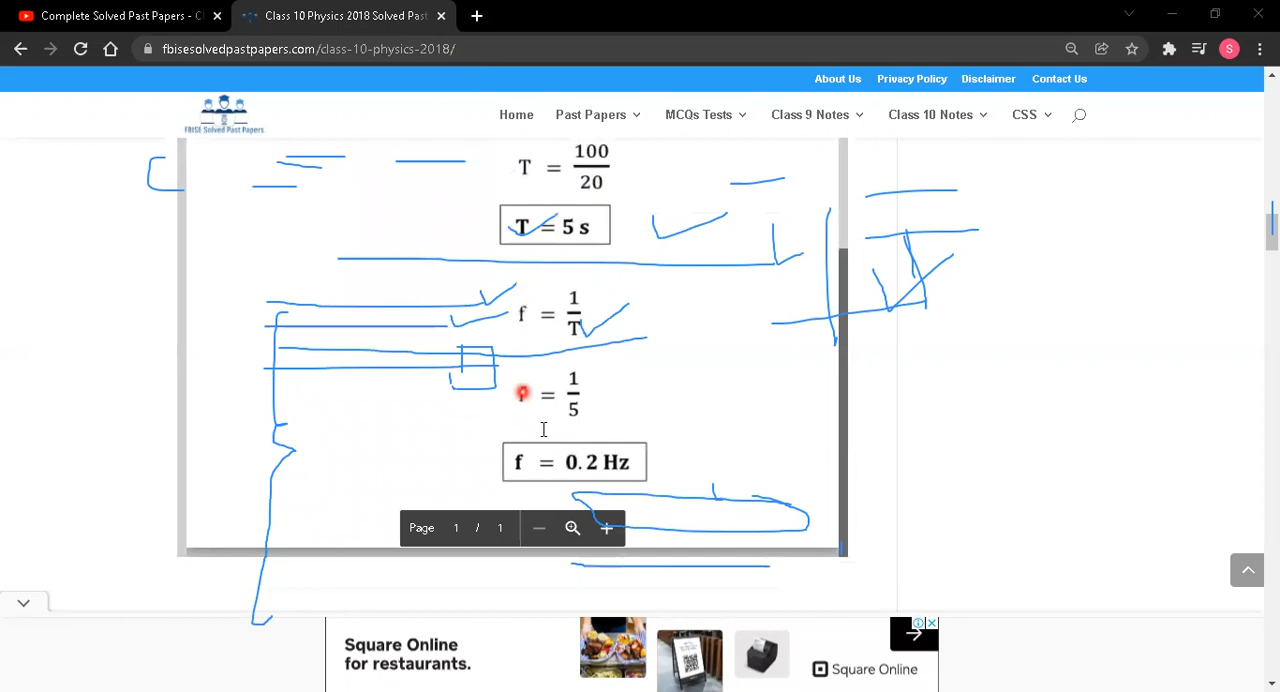 Complete Solved Past Papers - Cl
Class 10 Physics 2018 Solved Past
fbisesolvedpastpapers.com/class-10-physics-2018/
S
About Us Privacy Policy Disclaimer Contact Us
FBISE Solved Past Papers
Home Past Papers MCQs Tests Class 9 Notes Class 10 Notes CSS
T = 100/20
T = 5 s
f = 1/T
= 1/5
f = 0.2 Hz
Page 1 / 1
Square Online
for restaurants.
Square Online